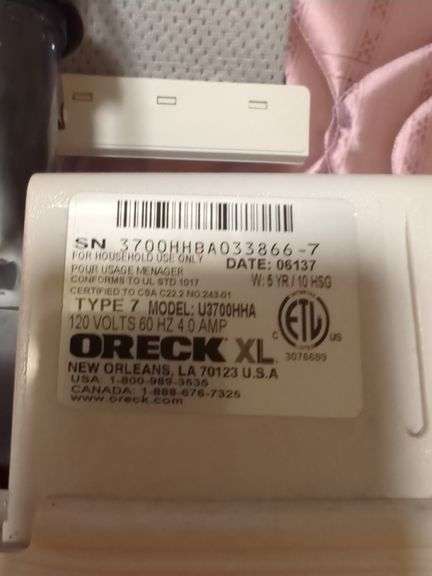 SN 3700HHBA033866-7
FOR HOUSEHOLD USE ONLY DATE: 06137
POUR USAGE MENAGER W: 5 YR / 10 HSG
CONFORMS TO UL STD 1017
CERTIFIED TO CSA C22.2 NO.243-01
TYPE 7 MODEL: U3700HHA
120 VOLTS 60 HZ 4.0 AMP
C ETL US
3076689
ORECK XL
NEW ORLEANS, LA 70123 U.S.A
USA: 1-800-989-3535
CANADA: 1-888-676-7325
www.oreck.com